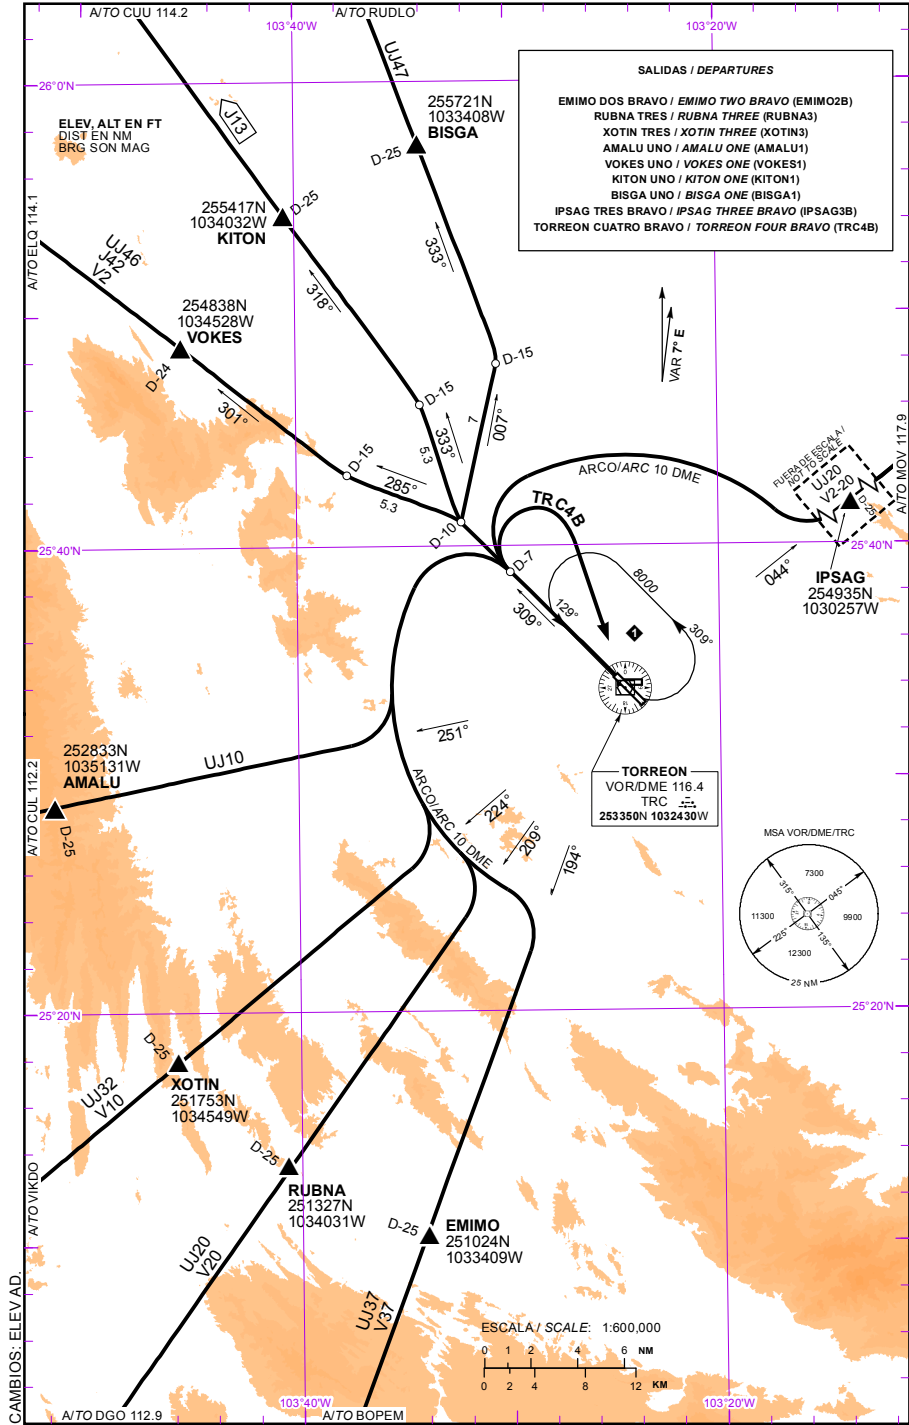 A/TO CUU 114.2
103°40'W
A/TO RUDLO
103°20'W
26°0'N
ELEV, ALT EN FT
DIST EN NM
BRG SON MAG
J13
UJ47
255721N
1033408W
BISGA
D-25
SALIDAS / DEPARTURES
EMIMO DOS BRAVO / EMIMO TWO BRAVO (EMIMO2B)
RUBNA TRES / RUBNA THREE (RUBNA3)
XOTIN TRES / XOTIN THREE (XOTIN3)
AMALU UNO / AMALU ONE (AMALU1)
VOKES UNO / VOKES ONE (VOKES1)
KITON UNO / KITON ONE (KITON1)
BISGA UNO / BISGA ONE (BISGA1)
IPSAG TRES BRAVO / IPSAG THREE BRAVO (IPSAG3B)
TORREON CUATRO BRAVO / TORREON FOUR BRAVO (TRC4B)
A/TO ELQ 114.1
255417N
1034032W
KITON
D-25
UJ46
J42
V2
318°
333°
254838N
1034528W
VOKES
D-24
301°
VAR 7° E
D-15
D-15
D-15
333°
5.3
7
007°
285°
5.3
D-10
ARCO/ARC 10 DME
FUERA DE ESCALA /
NOT TO SCALE
UJ20
V2-20
D-25
A/TO MOV 117.9
TRC4B
25°40'N
25°40'N
D-7
044°
IPSAG
254935N
1030257W
8000
309°
129°
309°
1
251°
UJ10
252833N
1035131W
AMALU
D-25
A/TO CUL 112.2
TORREON
VOR/DME 116.4
TRC
253350N 1032430W
ARCO/ARC 10 DME
224°
209°
194°
MSA VOR/DME/TRC
7300
315°
045°
11300
9900
225°
135°
12300
25 NM
25°20'N
25°20'N
D-25
XOTIN
251753N
1034549W
UJ32
V10
A/TO VIKDO
D-25
RUBNA
251327N
1034031W
D-25
EMIMO
251024N
1033409W
UJ20
V20
UJ37
V37
ESCALA / SCALE: 1:600,000
0 1 2 4 6 NM
0 2 4 8 12 KM
CAMBIOS: ELEV AD.
103°40'W
103°20'W
A/TO DGO 112.9
A/TO BOPEM